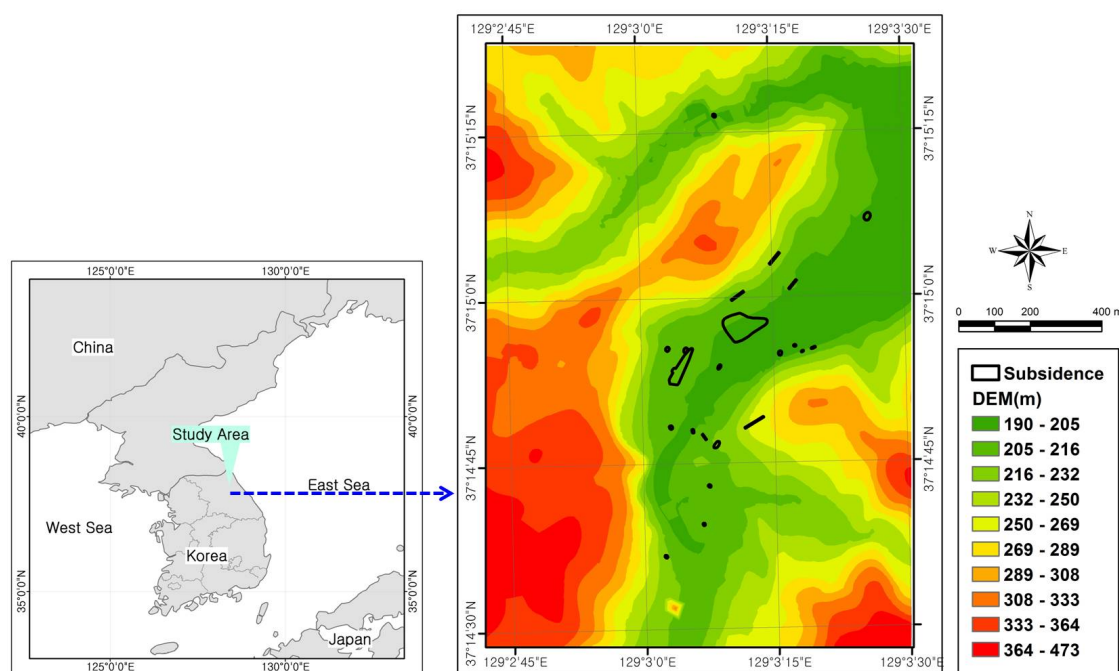 129°2'45"E 129°3'0"E 129°3'15"E 129°3'30"E
37°15'15"N
37°15'15"N
37°15'0"N
37°15'0"N
37°14'45"N
37°14'45"N
37°14'30"N
37°14'30"N
129°2'45"E 129°3'0"E 129°3'15"E 129°3'30"E
125°0'0"E 130°0'0"E
China
40°0'0"N
40°0'0"N
Study Area
East Sea
West Sea
Korea
35°0'0"N
35°0'0"N
Japan
125°0'0"E 130°0'0"E
N
W E
S
0 100 200 400 m
Subsidence
DEM(m)
190 - 205
205 - 216
216 - 232
232 - 250
250 - 269
269 - 289
289 - 308
308 - 333
333 - 364
364 - 473